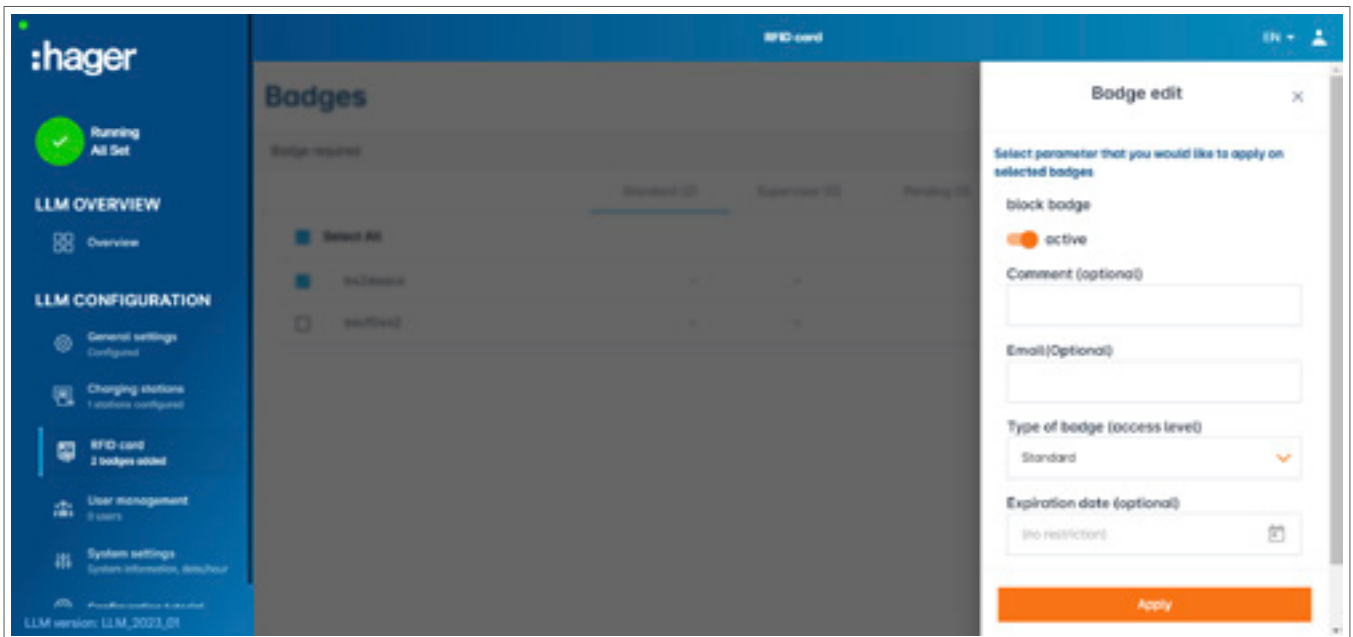 :hager
RFID card
EN
Running
All Set
LLM OVERVIEW
Overview
LLM CONFIGURATION
General settings
Configured
Charging stations
1 stations configured
RFID card
2 badges added
User management
0 users
System settings
System information, date/hour
LLM version: LLM_2023_01
Badges
Badge required
Standard (2)
Supervisor (0)
Pending (0)
Select All
Badge edit
Select parameter that you would like to apply on
selected badges
block badge
active
Comment (optional)
Email(Optional)
Type of badge (access level)
Standard
Expiration date (optional)
(no restriction)
Apply